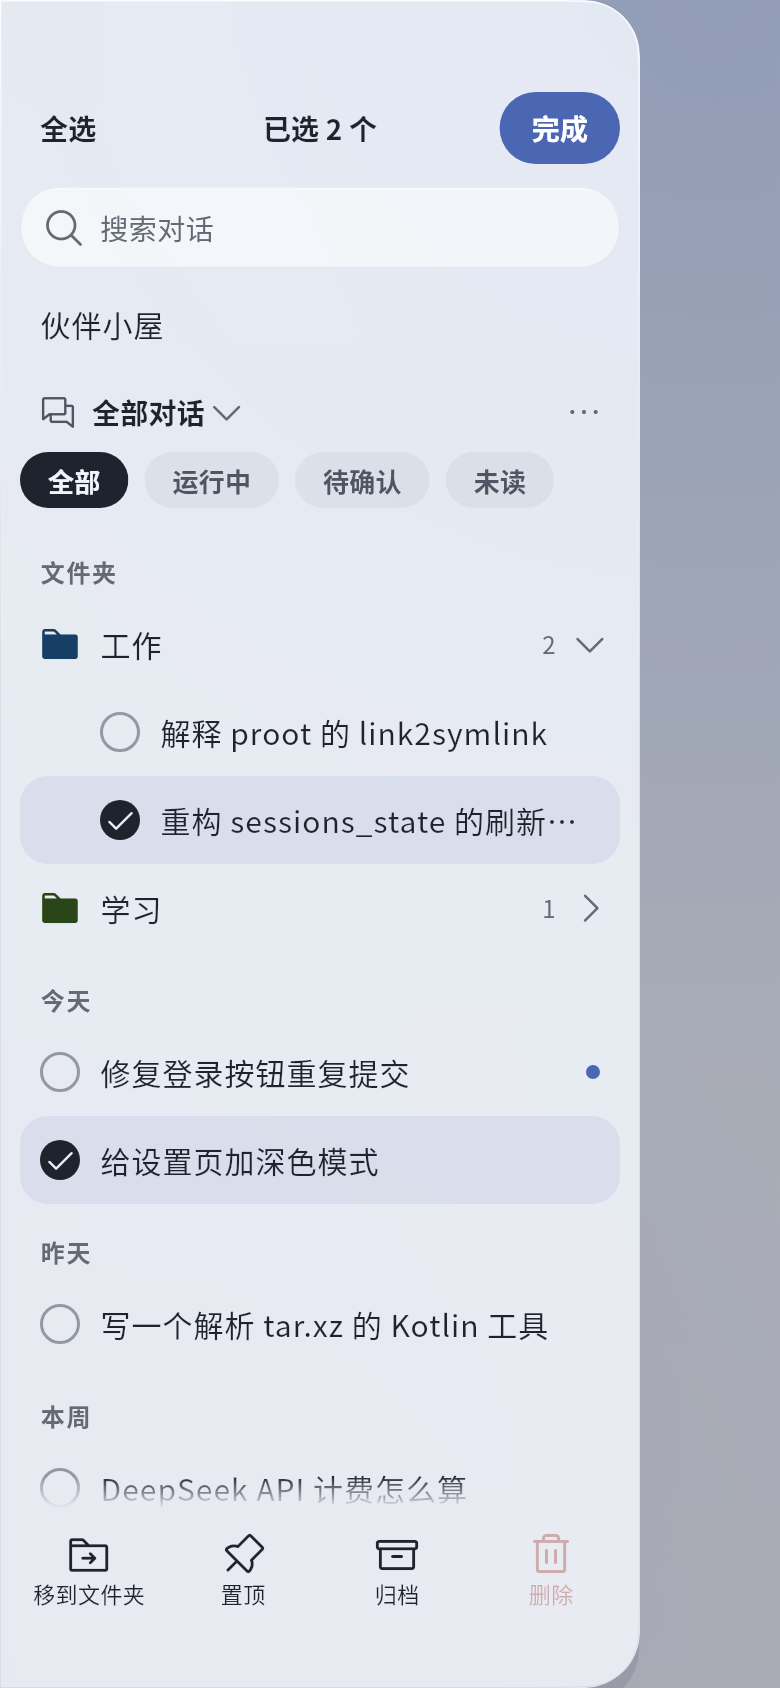 全选
已选 2 个
完成
搜索对话
伙伴小屋
全部对话
全部
运行中
待确认
未读
文件夹
工作
2
解释 proot 的 link2symlink
重构 sessions_state 的刷新…
学习
1
今天
修复登录按钮重复提交
给设置页加深色模式
昨天
写一个解析 tar.xz 的 Kotlin 工具
本周
DeepSeek API 计费怎么算
移到文件夹
置顶
归档
删除